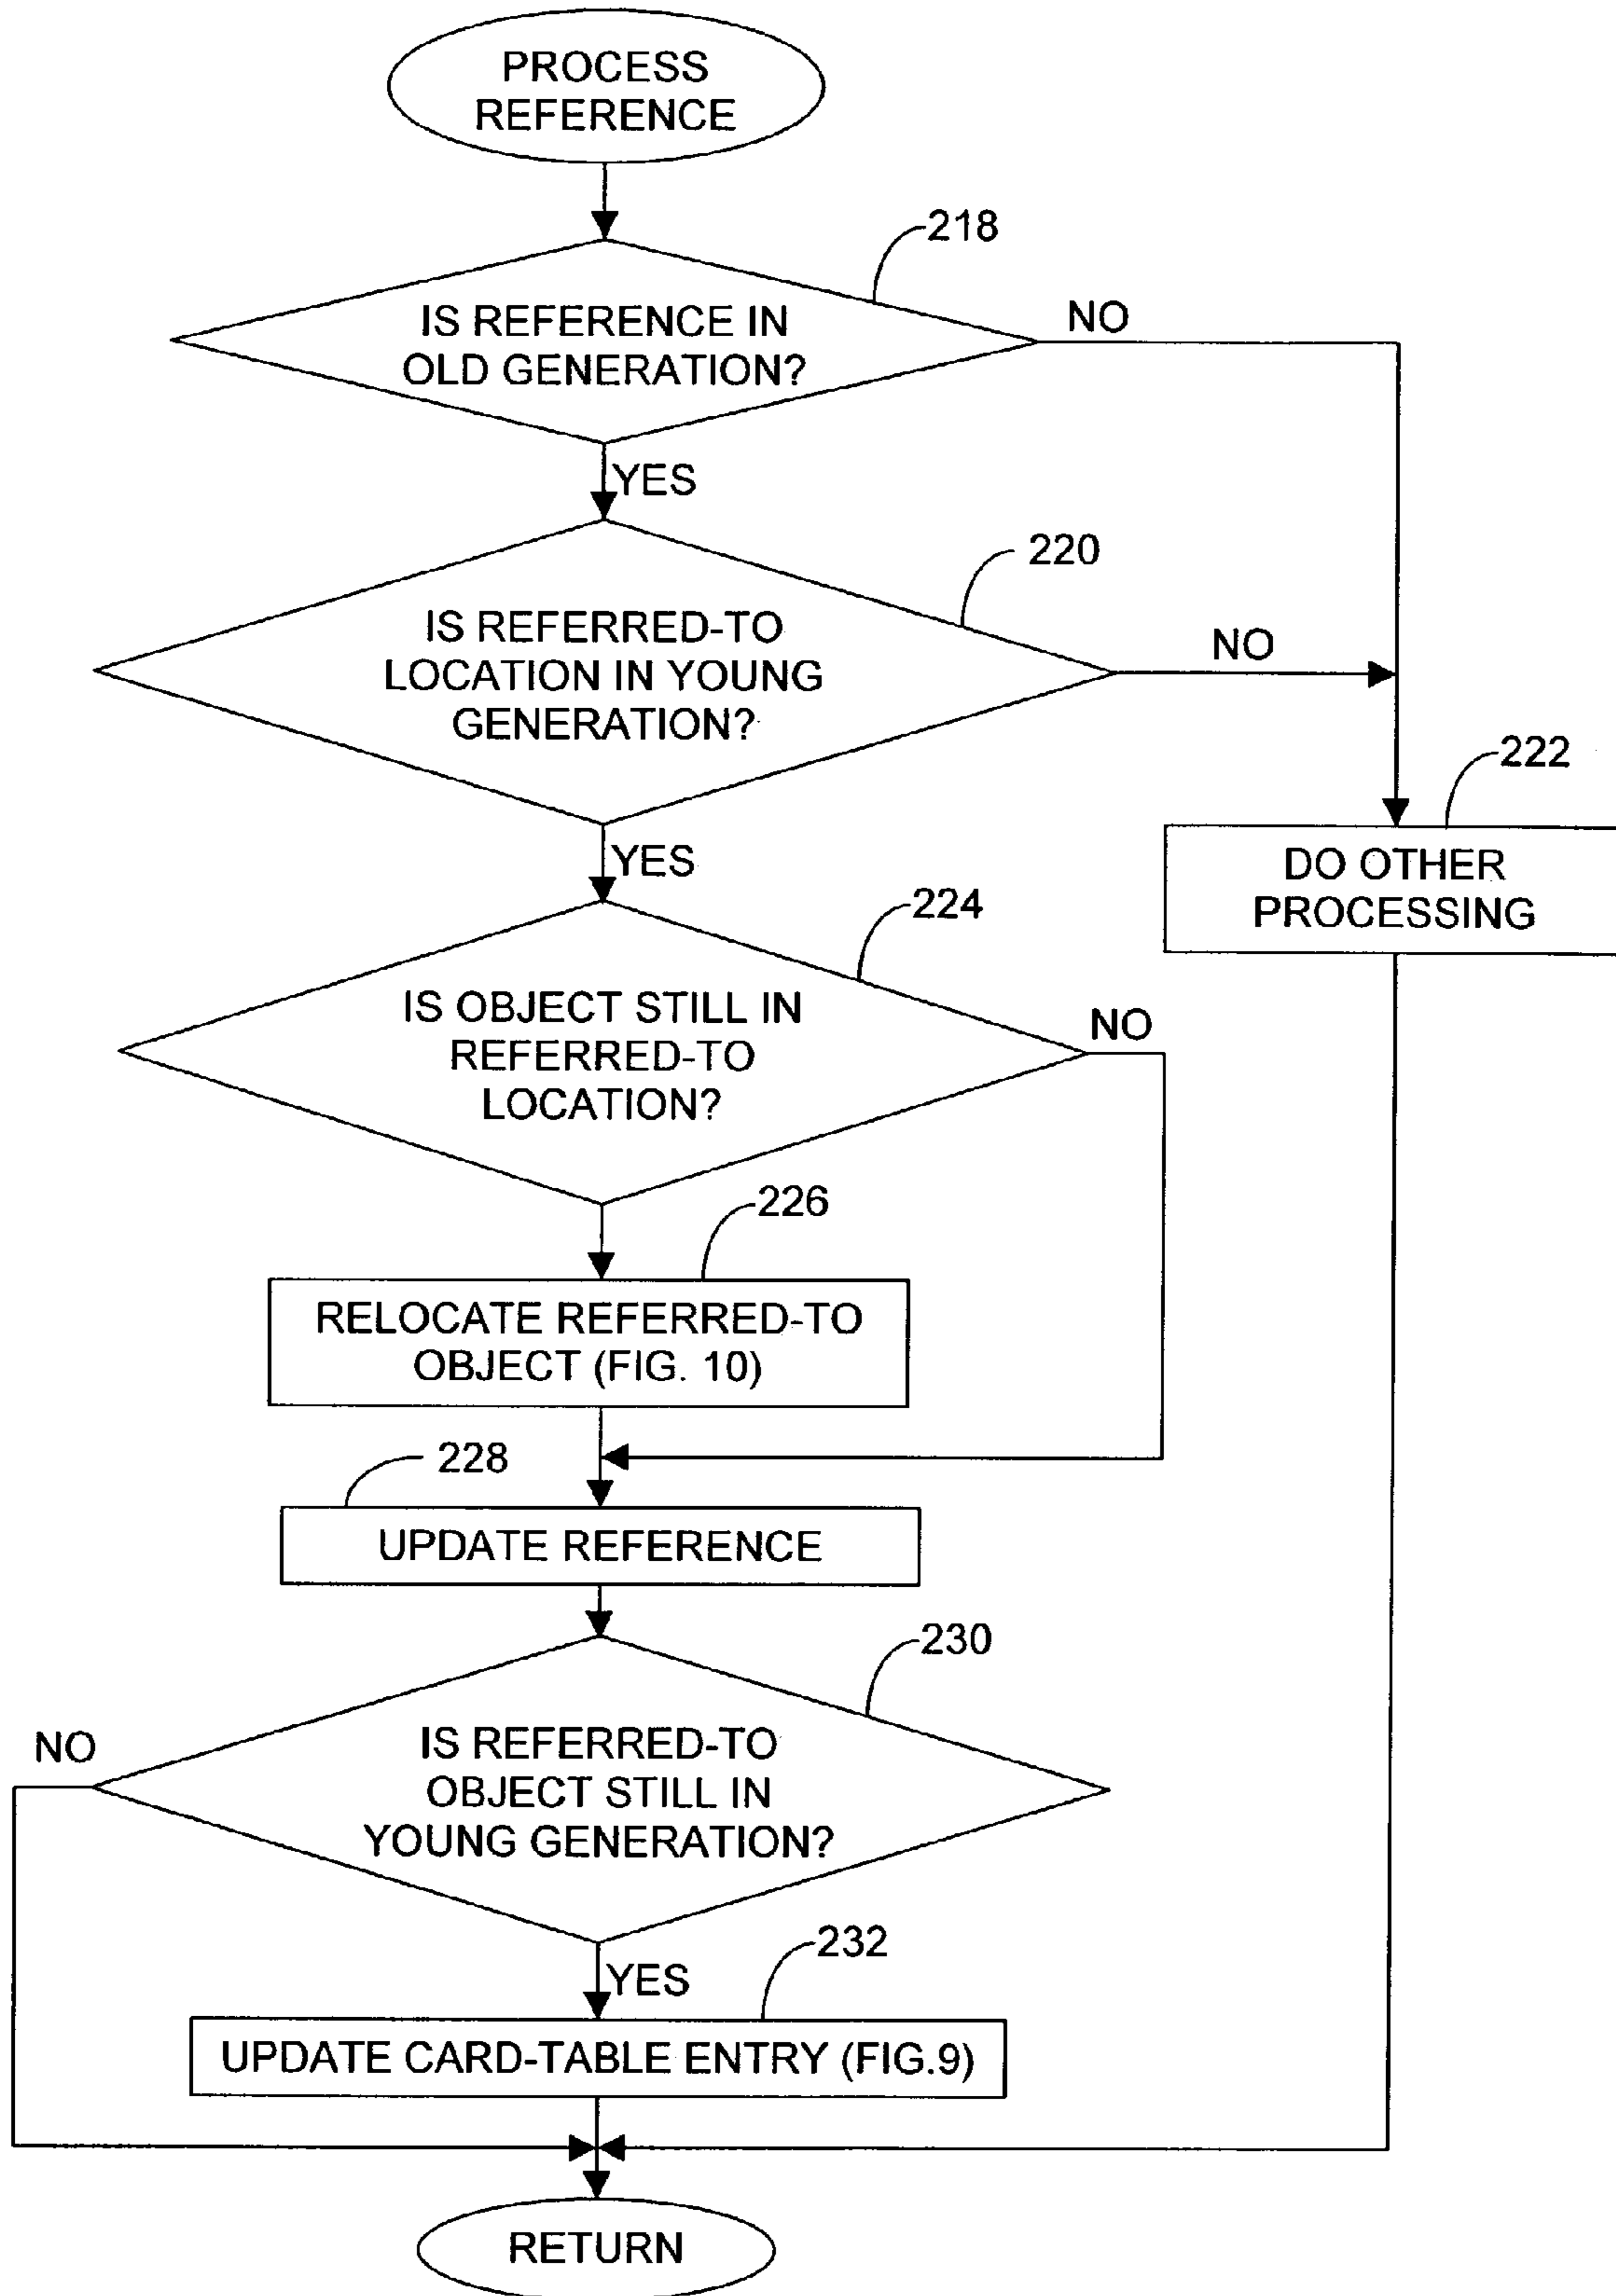 PROCESS
REFERENCE
218
IS REFERENCE IN
OLD GENERATION?
NO
YES
220
IS REFERRED-TO
LOCATION IN YOUNG
GENERATION?
NO
222
DO OTHER
PROCESSING
YES
224
IS OBJECT STILL IN
REFERRED-TO
LOCATION?
NO
226
RELOCATE REFERRED-TO
OBJECT (FIG. 10)
228
UPDATE REFERENCE
230
NO
IS REFERRED-TO
OBJECT STILL IN
YOUNG GENERATION?
232
YES
UPDATE CARD-TABLE ENTRY (FIG.9)
RETURN